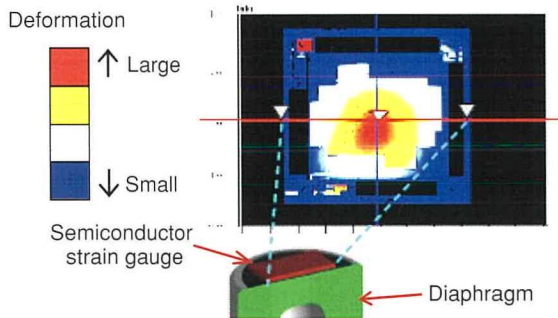 Deformation
Large
Small
Semiconductor
strain gauge
Diaphragm